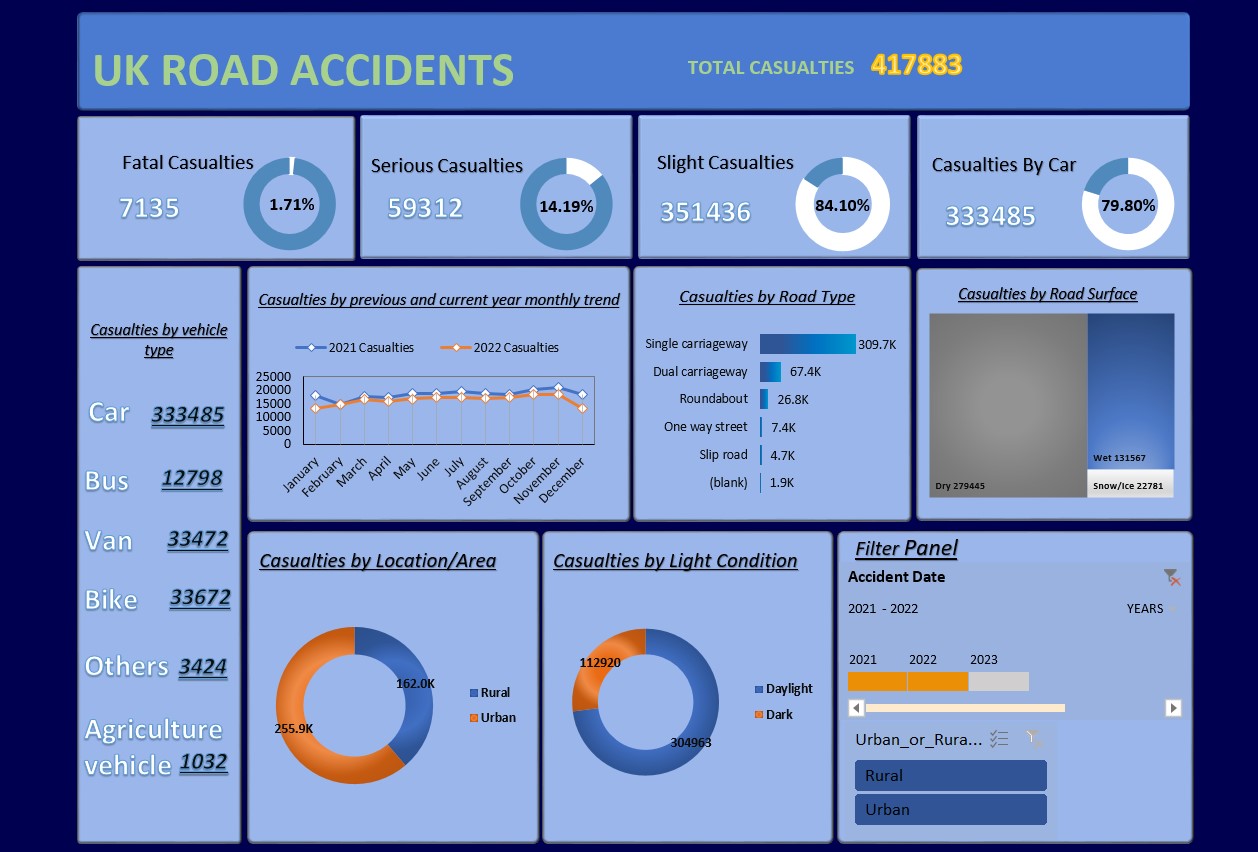 UK ROAD ACCIDENTS
TOTAL CASUALTIES 417883
Fatal Casualties
7135
1.71%
Serious Casualties
59312
14.19%
Slight Casualties
351436
84.10%
Casualties By Car
333485
79.80%
Casualties by vehicle
type
Car 333485
Bus 12798
Van 33472
Bike 33672
Others 3424
Agriculture
vehicle 1032
Casualties by previous and current year monthly trend
2021 Casualties 2022 Casualties
25000
20000
15000
10000
5000
0
January
February
March
April
May
June
July
August
September
October
November
December
Casualties by Road Type
Single carriageway 309.7K
Dual carriageway 67.4K
Roundabout 26.8K
One way street 7.4K
Slip road 4.7K
(blank) 1.9K
Casualties by Road Surface
Dry 279445
Wet 131567
Snow/Ice 22781
Casualties by Location/Area
162.0K
255.9K
Rural
Urban
Casualties by Light Condition
112920
304963
Daylight
Dark
Filter Panel
Accident Date
2021 - 2022 YEARS
2021 2022 2023
Urban_or_Rura...
Rural
Urban